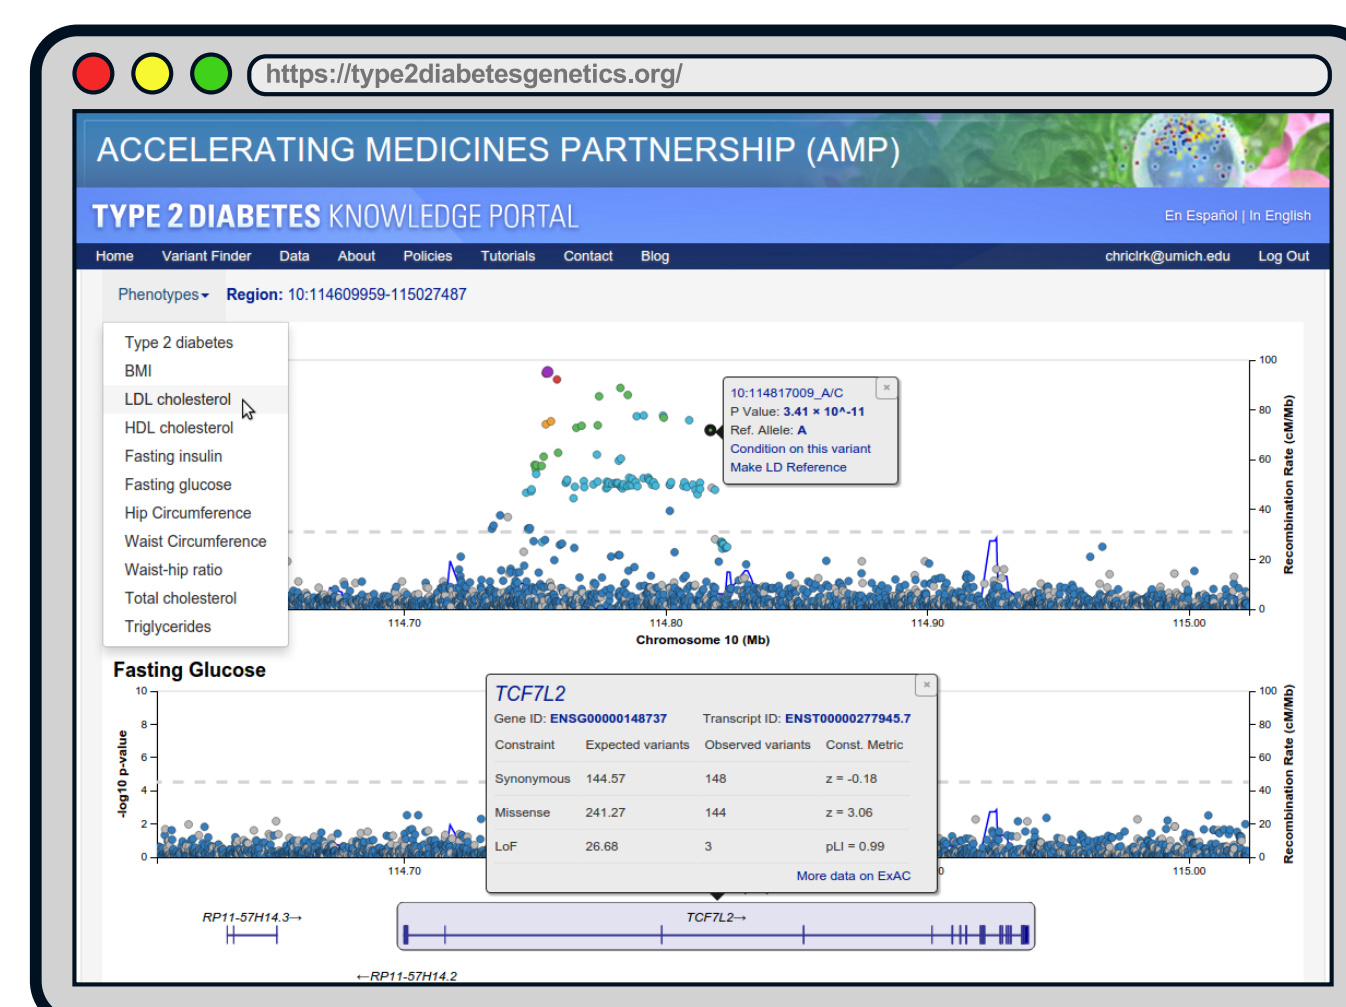 https://type2diabetesgenetics.org/
ACCELERATING MEDICINES PARTNERSHIP (AMP)
TYPE 2 DIABETES KNOWLEDGE PORTAL
En Español | In English
Home Variant Finder Data About Policies Tutorials Contact Blog chriclrk@umich.edu Log Out
Phenotypes Region: 10:114609959-115027487
Type 2 diabetes
BMI
LDL cholesterol
HDL cholesterol
Fasting insulin
Fasting glucose
Hip Circumference
Waist Circumference
Waist-hip ratio
Total cholesterol
Triglycerides
10:114817009_A/C
P Value: 3.41 × 10^-11
Ref. Allele: A
Condition on this variant
Make LD Reference
100
80
60
40
20
0
Recombination Rate (cM/Mb)
114.70 114.80 114.90 115.00
Chromosome 10 (Mb)
Fasting Glucose
10
8
6
4
2
0
-log10 p-value
TCF7L2
Gene ID: ENSG00000148737 Transcript ID: ENST00000277945.7
Constraint Expected variants Observed variants Const. Metric
Synonymous 144.57 148 z = -0.18
Missense 241.27 144 z = 3.06
LoF 26.68 3 pLI = 0.99
More data on ExAC
100
80
60
40
20
0
Recombination Rate (cM/Mb)
114.70 0 115.00
RP11-57H14.3→ TCF7L2→
←RP11-57H14.2